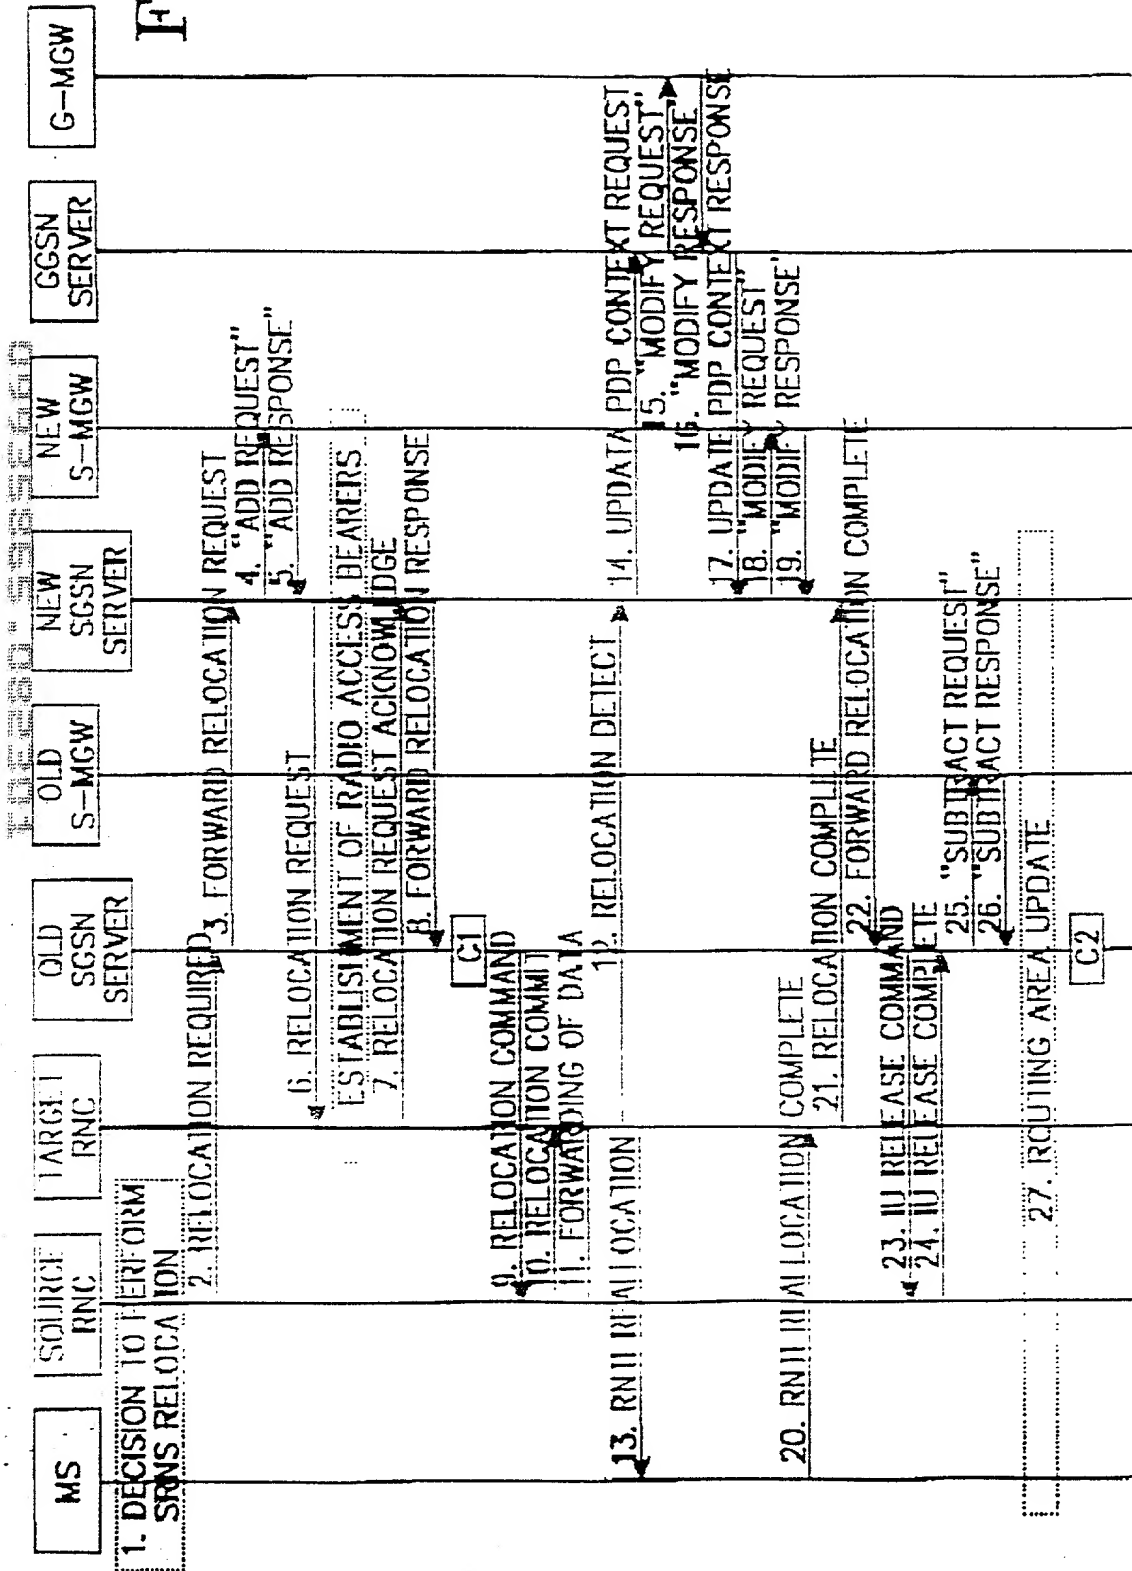 MS
SOURCE
RNC
TARGET
RNC
OLD
SGSN
SERVER
OLD
S-MGW
NEW
SGSN
SERVER
NEW
S-MGW
GGSN
SERVER
G-MGW
F
1. DECISION TO PERFORM
SRNS RELOCATION
2. RELOCATION REQUIRED
3. FORWARD RELOCATION REQUEST
4. "ADD REQUEST"
5. "ADD RESPONSE"
6. RELOCATION REQUEST
ESTABLISHMENT OF RADIO ACCESS BEARERS
7. RELOCATION REQUEST ACKNOWLEDGE
8. FORWARD RELOCATION RESPONSE
C1
9. RELOCATION COMMAND
10. RELOCATION COMMIT
11. FORWARDING OF DATA
12. RELOCATION DETECT
13. RNTI REALLOCATION
14. UPDATA PDP CONTEXT REQUEST
15. "MODIFY REQUEST"
16. "MODIFY RESPONSE"
17. UPDATE PDP CONTEXT RESPONSE
18. "MODIFY REQUEST"
19. "MODIFY RESPONSE"
20. RNTI REALLOCATION COMPLETE
21. RELOCATION COMPLETE
22. FORWARD RELOCATION COMPLETE
23. IU RELEASE COMMAND
24. IU RELEASE COMPLETE
25. "SUBTRACT REQUEST"
26. "SUBTRACT RESPONSE"
27. ROUTING AREA UPDATE
C2